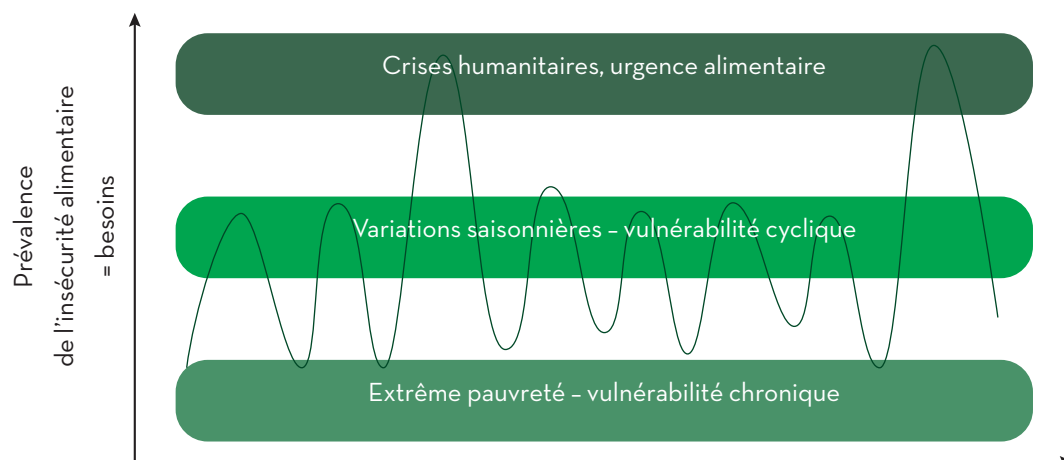 Prévalence
de l'insécurité alimentaire
= besoins
Crises humanitaires, urgence alimentaire
Variations saisonnières – vulnérabilité cyclique
Extrême pauvreté – vulnérabilité chronique